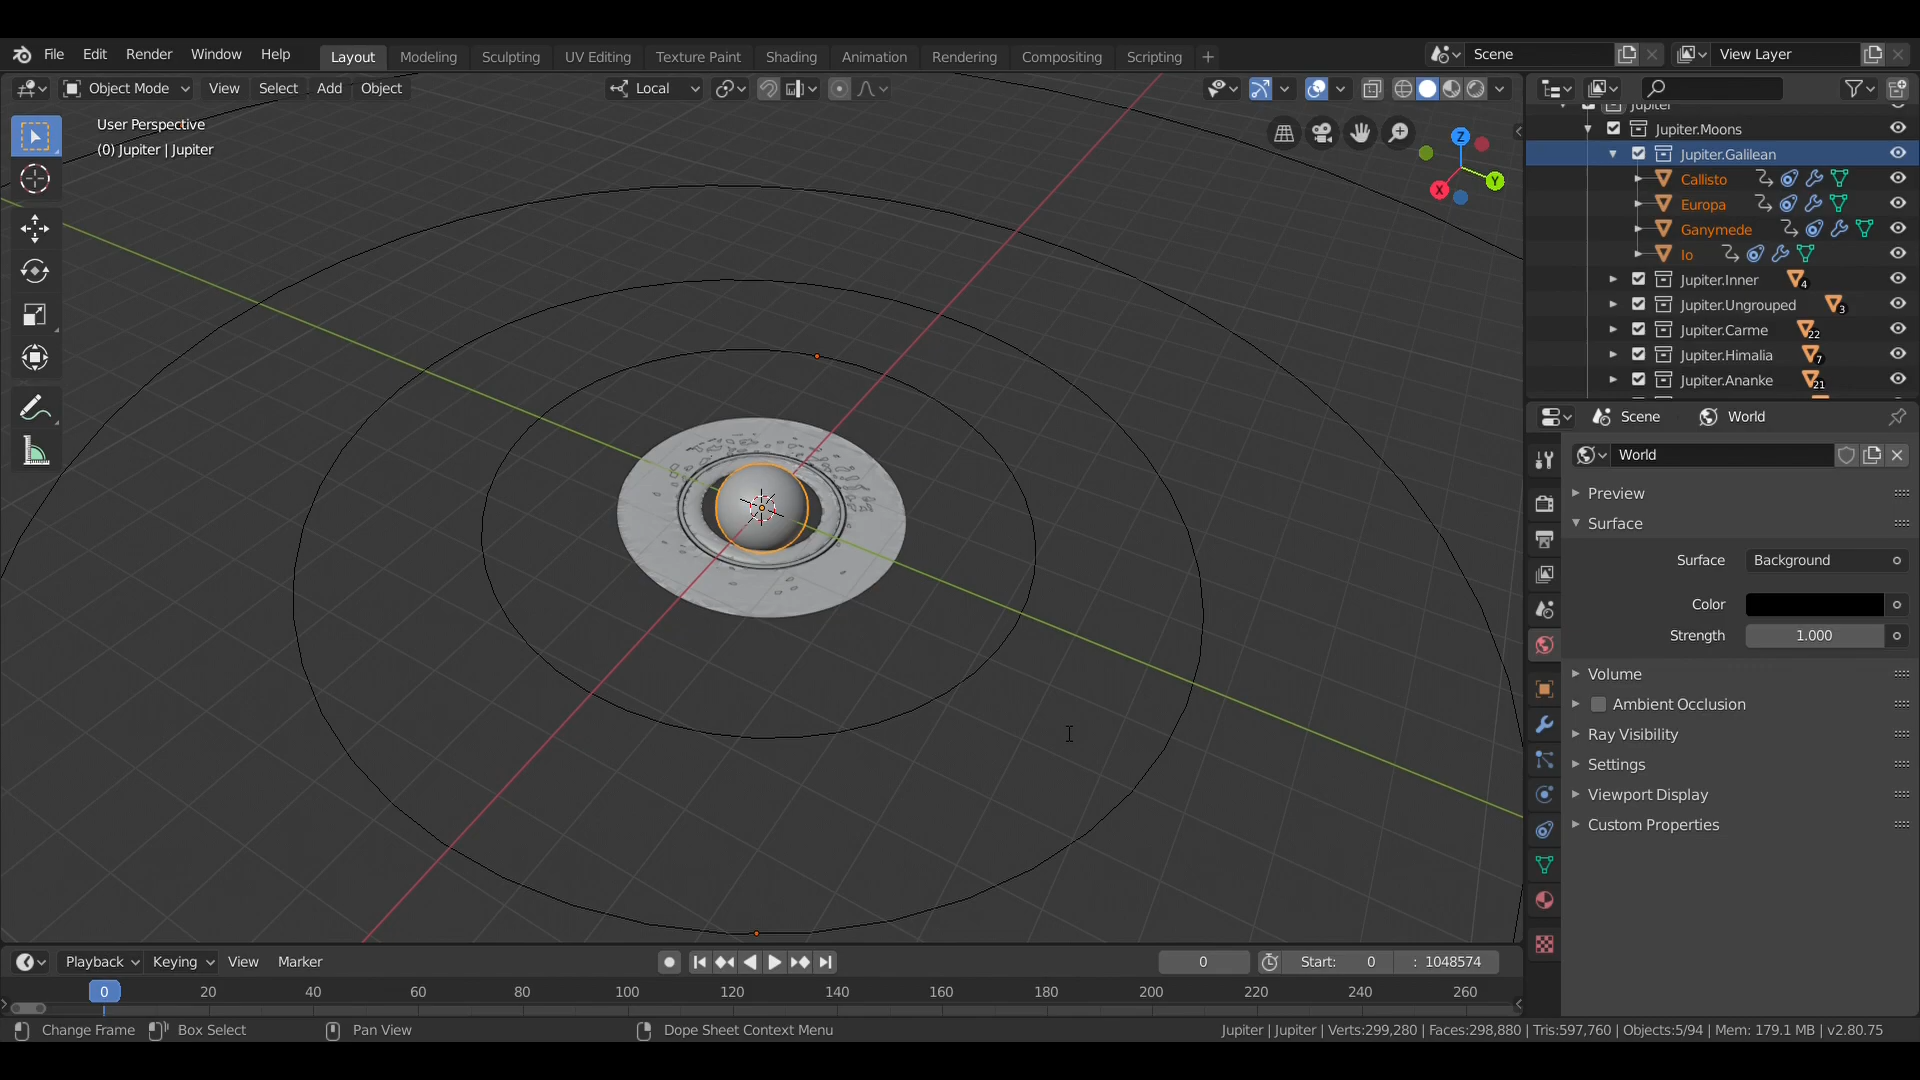 File Edit Render Window Help Layout Modeling Sculpting UV Editing Texture Paint Shading Animation Rendering Compositing Scripting + Scene View Layer
Object Mode View Select Add Object Local
User Perspective
(0) Jupiter | Jupiter
Z
Y
X
Jupiter
Jupiter.Moons
Jupiter.Galilean
Callisto
Europa
Ganymede
Io
Jupiter.Inner 4
Jupiter.Ungrouped 3
Jupiter.Carme 22
Jupiter.Himalia 7
Jupiter.Ananke 21
Scene World
World
Preview
Surface
Surface Background
Color
Strength 1.000
Volume
Ambient Occlusion
Ray Visibility
Settings
Viewport Display
Custom Properties
Playback Keying View Marker 0 Start: 0 : 1048574
0 20 40 60 80 100 120 140 160 180 200 220 240 260
Change Frame Box Select Pan View Dope Sheet Context Menu Jupiter | Jupiter | Verts:299,280 | Faces:298,880 | Tris:597,760 | Objects:5/94 | Mem: 179.1 MB | v2.80.75